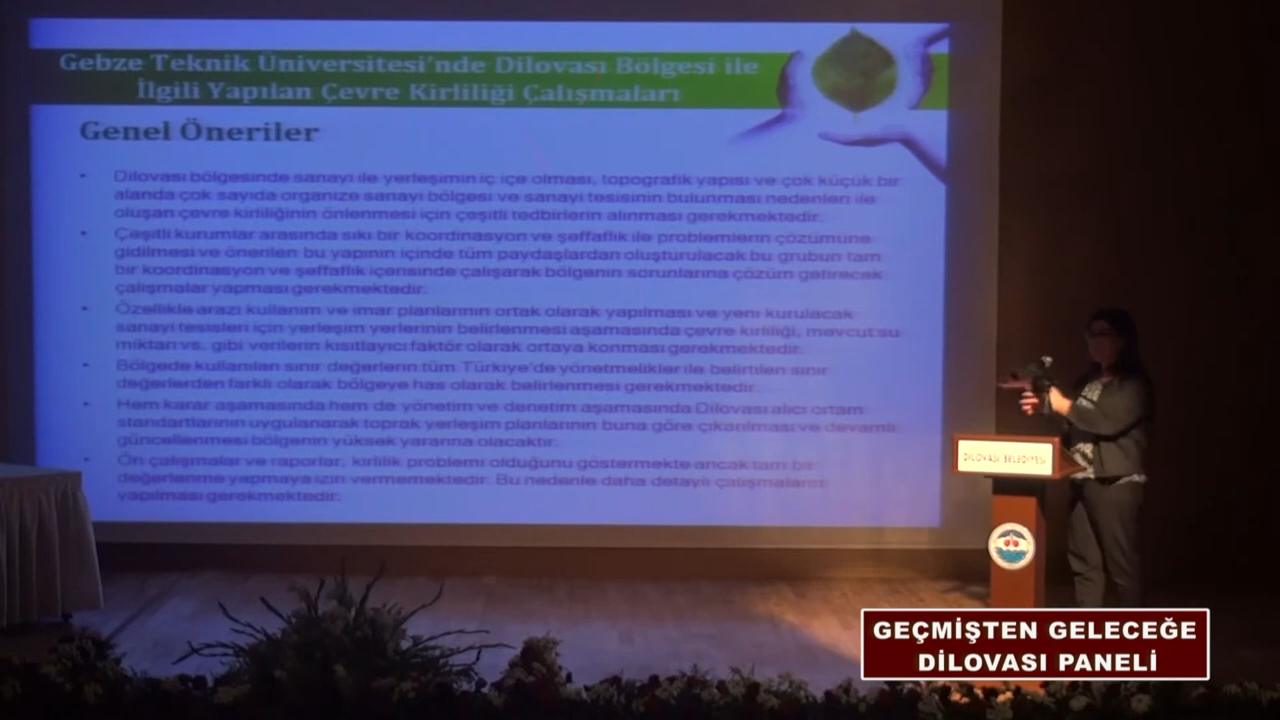 Gebze Teknik Üniversitesi'nde Dilovası Bölgesi ile
İlgili Yapılan Çevre Kirliliği Çalışmaları
Genel Öneriler
• Dilovası bölgesinde sanayi ile yerleşimin iç içe olması, topografik yapısı ve çok küçük bir
alanda çok sayıda organize sanayi bölgesi ve sanayi tesisinin bulunması nedenleri ile
oluşan çevre kirliliğinin önlenmesi için çeşitli tedbirlerin alınması gerekmektedir.
• Çeşitli kurumlar arasında sıkı bir koordinasyon ve şeffaflık ile problemlerin çözümüne
gidilmesi ve önerilen bu yapının içinde tüm paydaşlardan oluşturulacak bu grubun tam
bir koordinasyon ve şeffaflık içerisinde çalışarak bölgenin sorunlarına çözüm getirecek
çalışmalar yapması gerekmektedir.
• Özellikle arazi kullanım ve imar planlarının ortak olarak yapılması ve yeni kurulacak
sanayi tesisleri için yerleşim yerlerinin belirlenmesi aşamasında çevre kirliliği, mevcut su
miktarı vs. gibi verilerin kısıtlayıcı faktör olarak ortaya konması gerekmektedir.
• Bölgede kullanılan sınır değerlerin tüm Türkiye'de yönetmelikler ile belirtilen sınır
değerlerden farklı olarak bölgeye has olarak belirlenmesi gerekmektedir.
• Hem karar aşamasında hem de yönetim ve denetim aşamasında Dilovası alıcı ortam
standartlarının uygulanarak toprak yerleşim planlarının buna göre çıkarılması ve devamlı
güncellenmesi bölgenin yüksek yararına olacaktır.
• Ön çalışmalar ve raporlar, kirlilik problemi olduğunu göstermekte ancak tam bir
değerlenme yapmaya izin vermemektedir. Bu nedenle daha detaylı çalışmaların
yapılması gerekmektedir.
DİLOVASI BELEDİYESİ
GEÇMİŞTEN GELECEĞE
DİLOVASI PANELİ